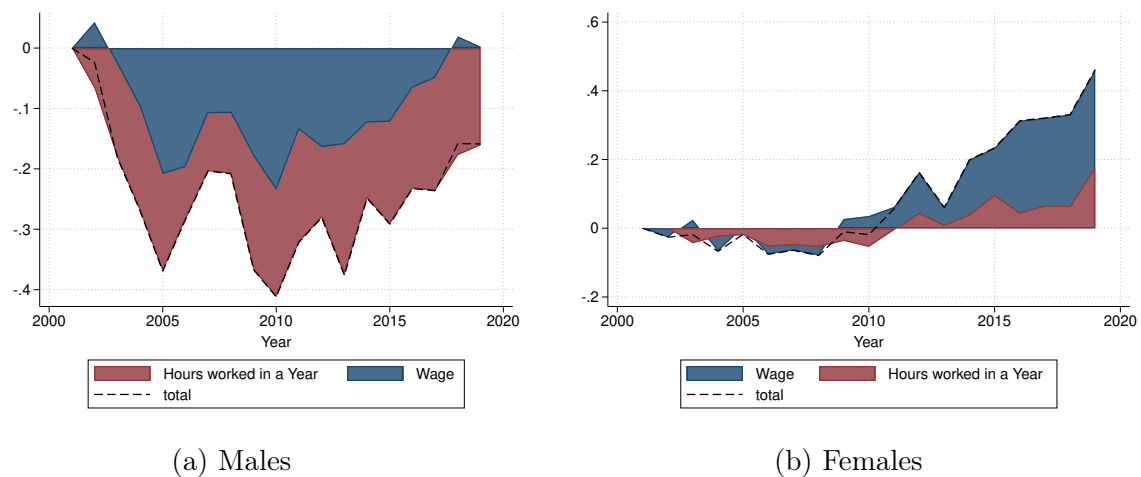 0
-.1
-.2
-.3
-.4
2000 2005 2010 2015 2020
Year
Hours worked in a Year Wage
total
(a) Males
.6
.4
.2
0
-.2
2000 2005 2010 2015 2020
Year
Wage Hours worked in a Year
total
(b) Females